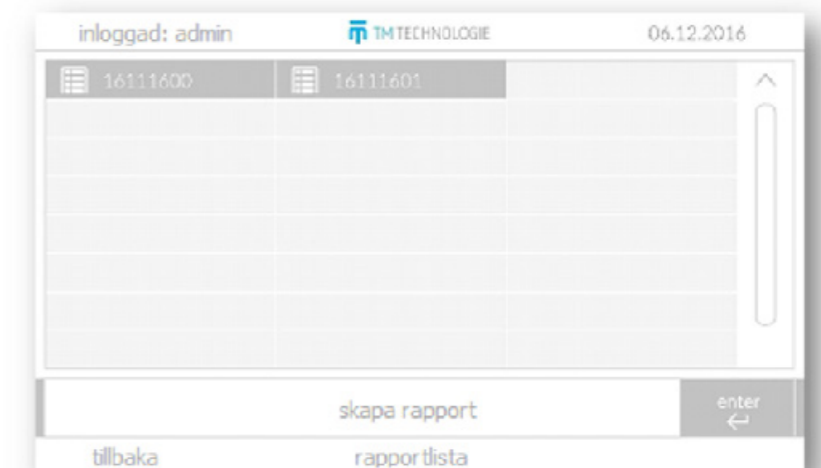 inloggad: admin TM TECHNOLOGIE 06.12.2016
16111600 16111601
skapa rapport enter
tillbaka rapportlista